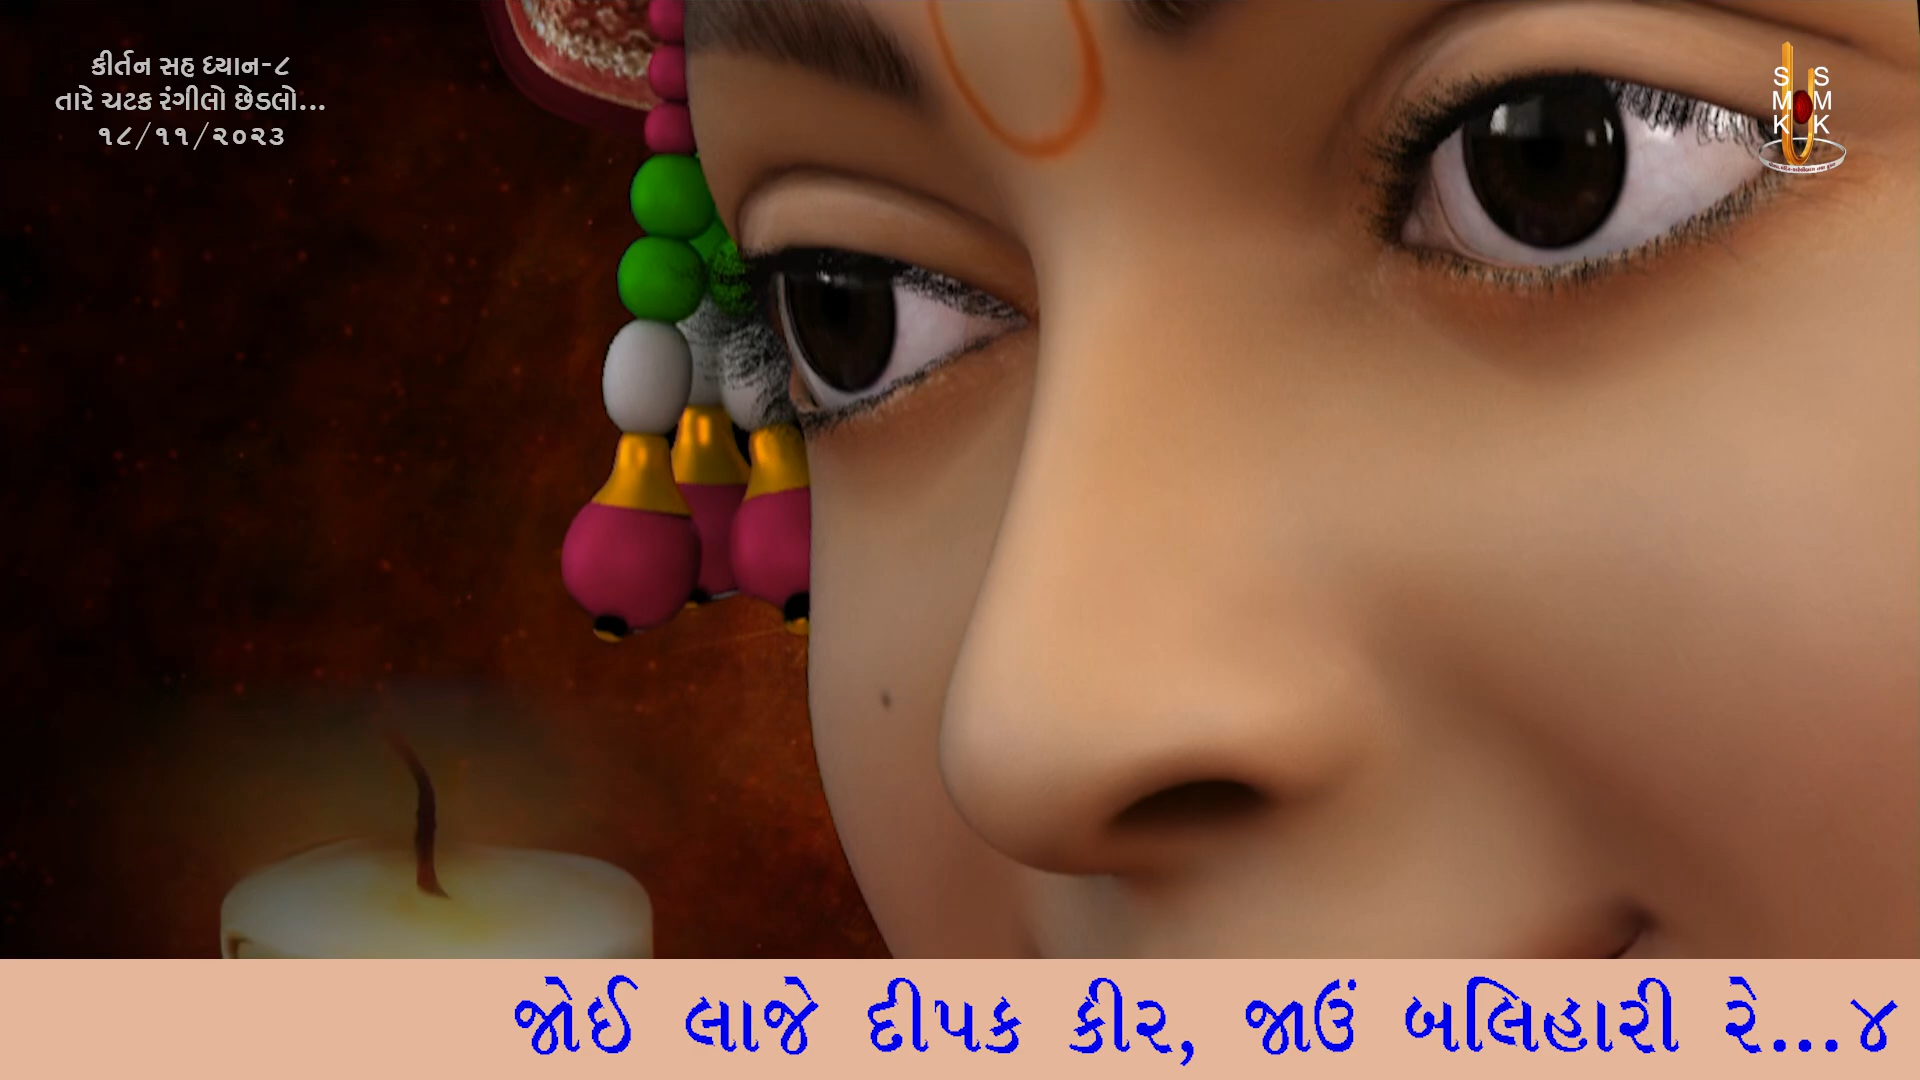 કીર્તન સહ ધ્યાન-૮
તારે ચટક રંગીલો છેડલો...
૧૮/૧૧/૨૦૨૩
S S
M M
K K
જોઈ લાજે દીપક કીર, જાઉં બલિહારી રે...૪